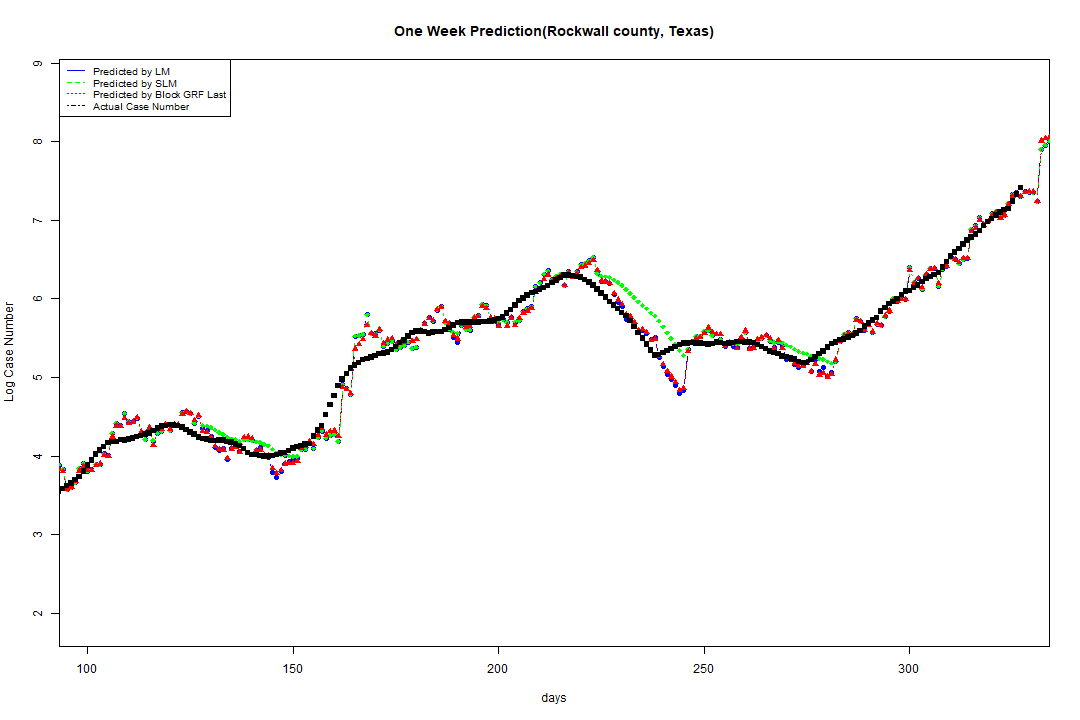 One Week Prediction(Rockwall county, Texas)
Predicted by LM
Predicted by SLM
Predicted by Block GRF Last
Actual Case Number
9
8
7
6
5
4
3
2
Log Case Number
100 150 200 250 300
days